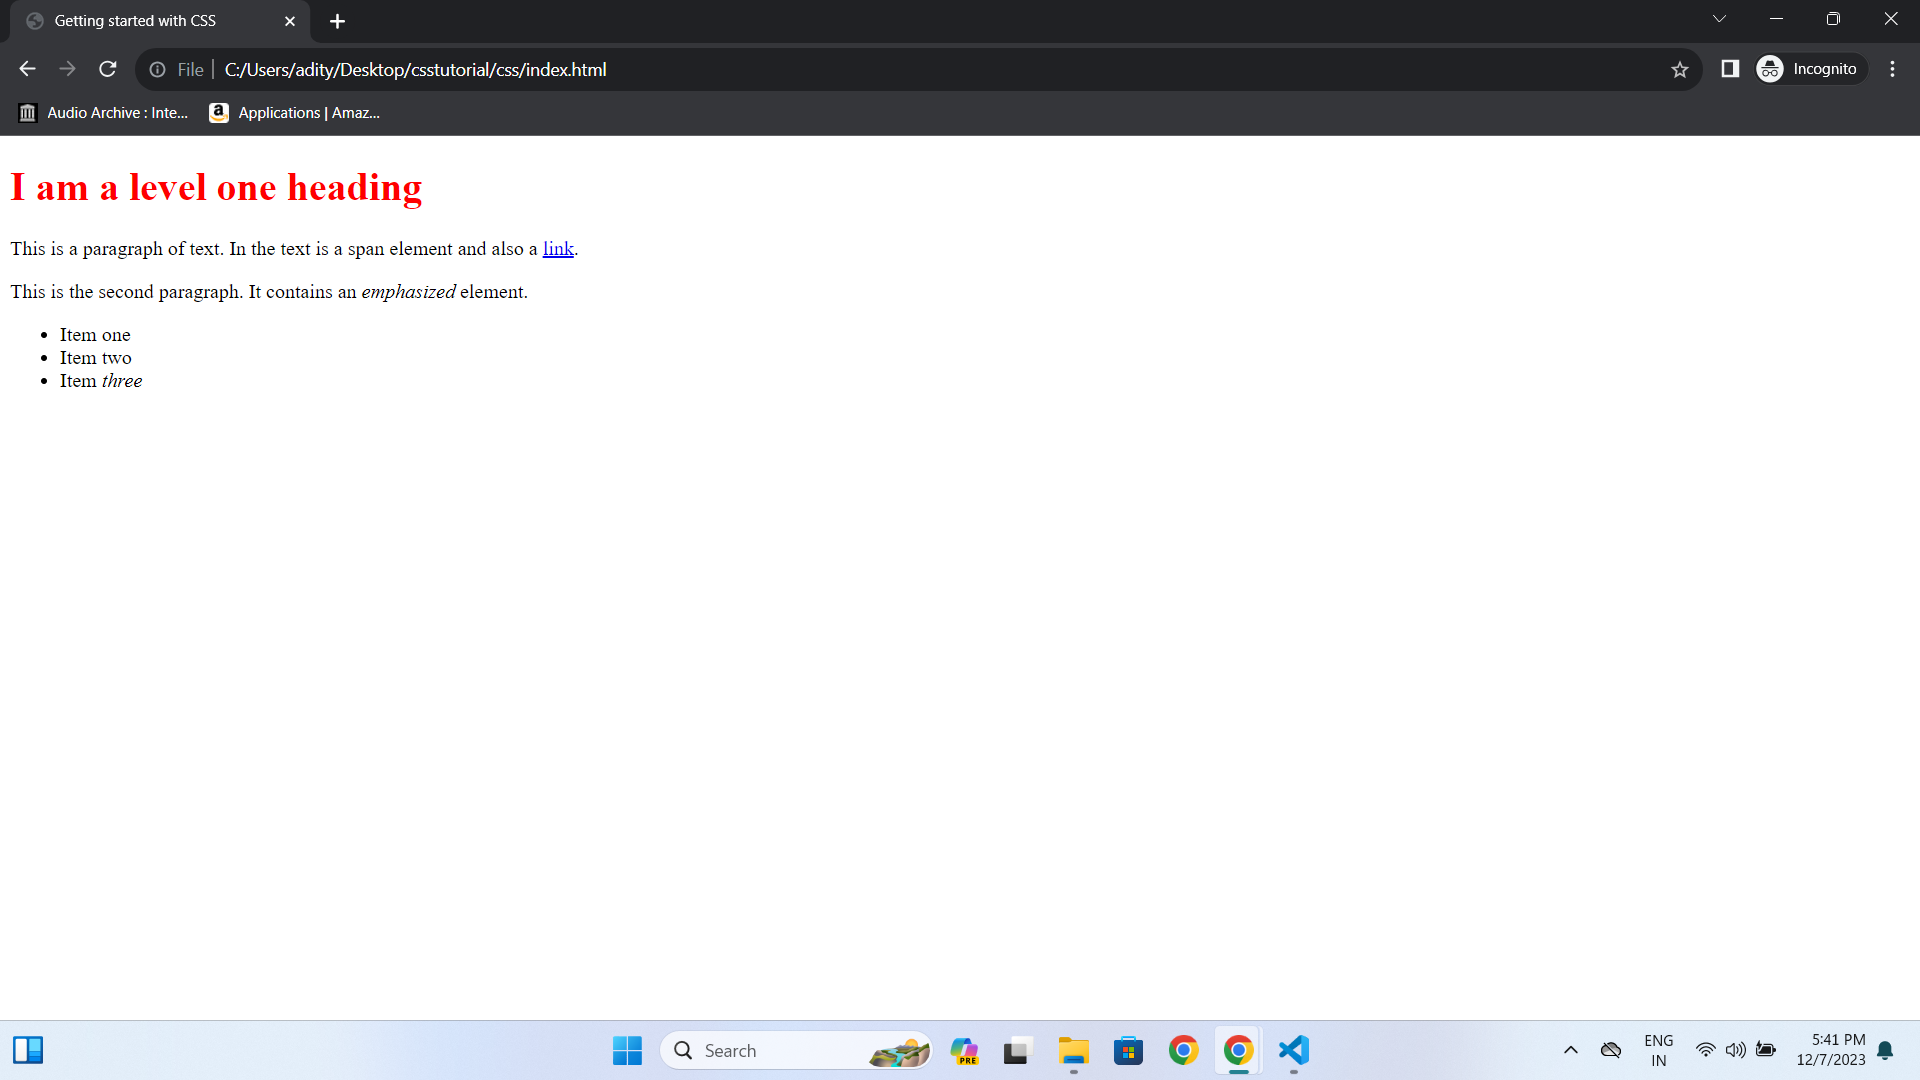 Getting started with CSS
File | C:/Users/adity/Desktop/csstutorial/css/index.html
Incognito
Audio Archive : Inte...
Applications | Amaz...
I am a level one heading
This is a paragraph of text. In the text is a span element and also a link.
This is the second paragraph. It contains an emphasized element.
• Item one
• Item two
• Item three
Search
PRE
ENG
IN
5:41 PM
12/7/2023